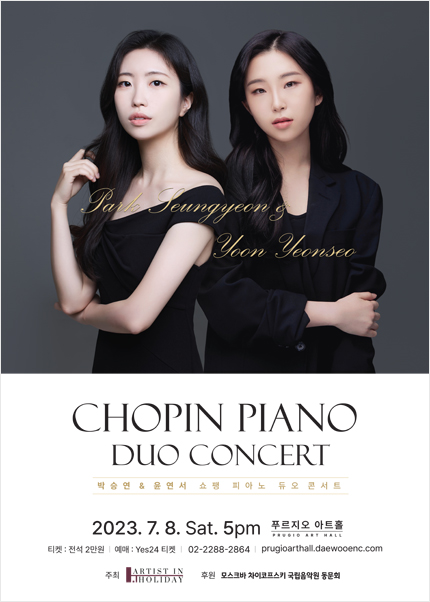 Park Seungyeon &
Yoon Yeonseo
CHOPIN PIANO
DUO CONCERT
박승연 & 윤연서 쇼팽 피아노 듀오 콘서트
2023. 7. 8. Sat. 5pm 푸르지오 아트홀
PRUGIO ART HALL
티켓 : 전석 2만원 | 예매 : Yes24 티켓 | 02-2288-2864 | prugioarthall.daewooenc.com
주최 ARTIST IN HOLIDAY 후원 모스크바 차이코프스키 국립음악원 동문회